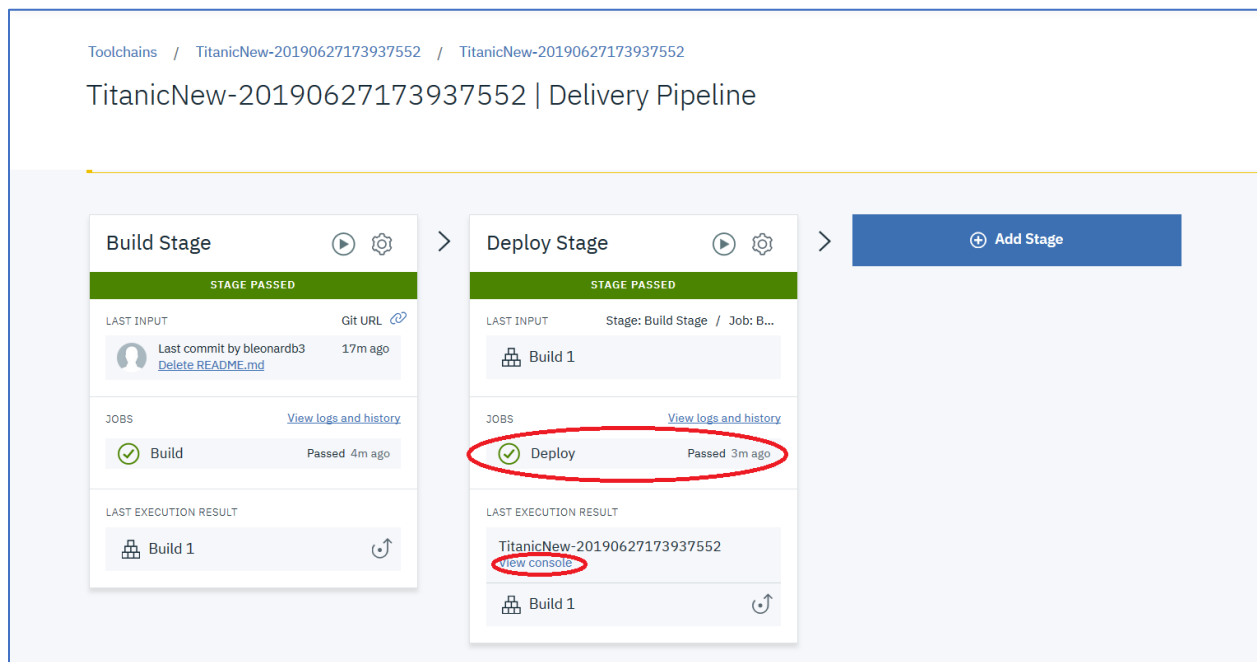 Toolchains / TitanicNew-20190627173937552 / TitanicNew-20190627173937552
TitanicNew-20190627173937552 | Delivery Pipeline
Build Stage
STAGE PASSED
LAST INPUT Git URL
Last commit by bleonardb3 17m ago
Delete README.md
JOBS View logs and history
Build Passed 4m ago
LAST EXECUTION RESULT
Build 1
Deploy Stage
STAGE PASSED
LAST INPUT Stage: Build Stage / Job: B...
Build 1
JOBS View logs and history
Deploy Passed 3m ago
LAST EXECUTION RESULT
TitanicNew-20190627173937552
View console
Build 1
Add Stage